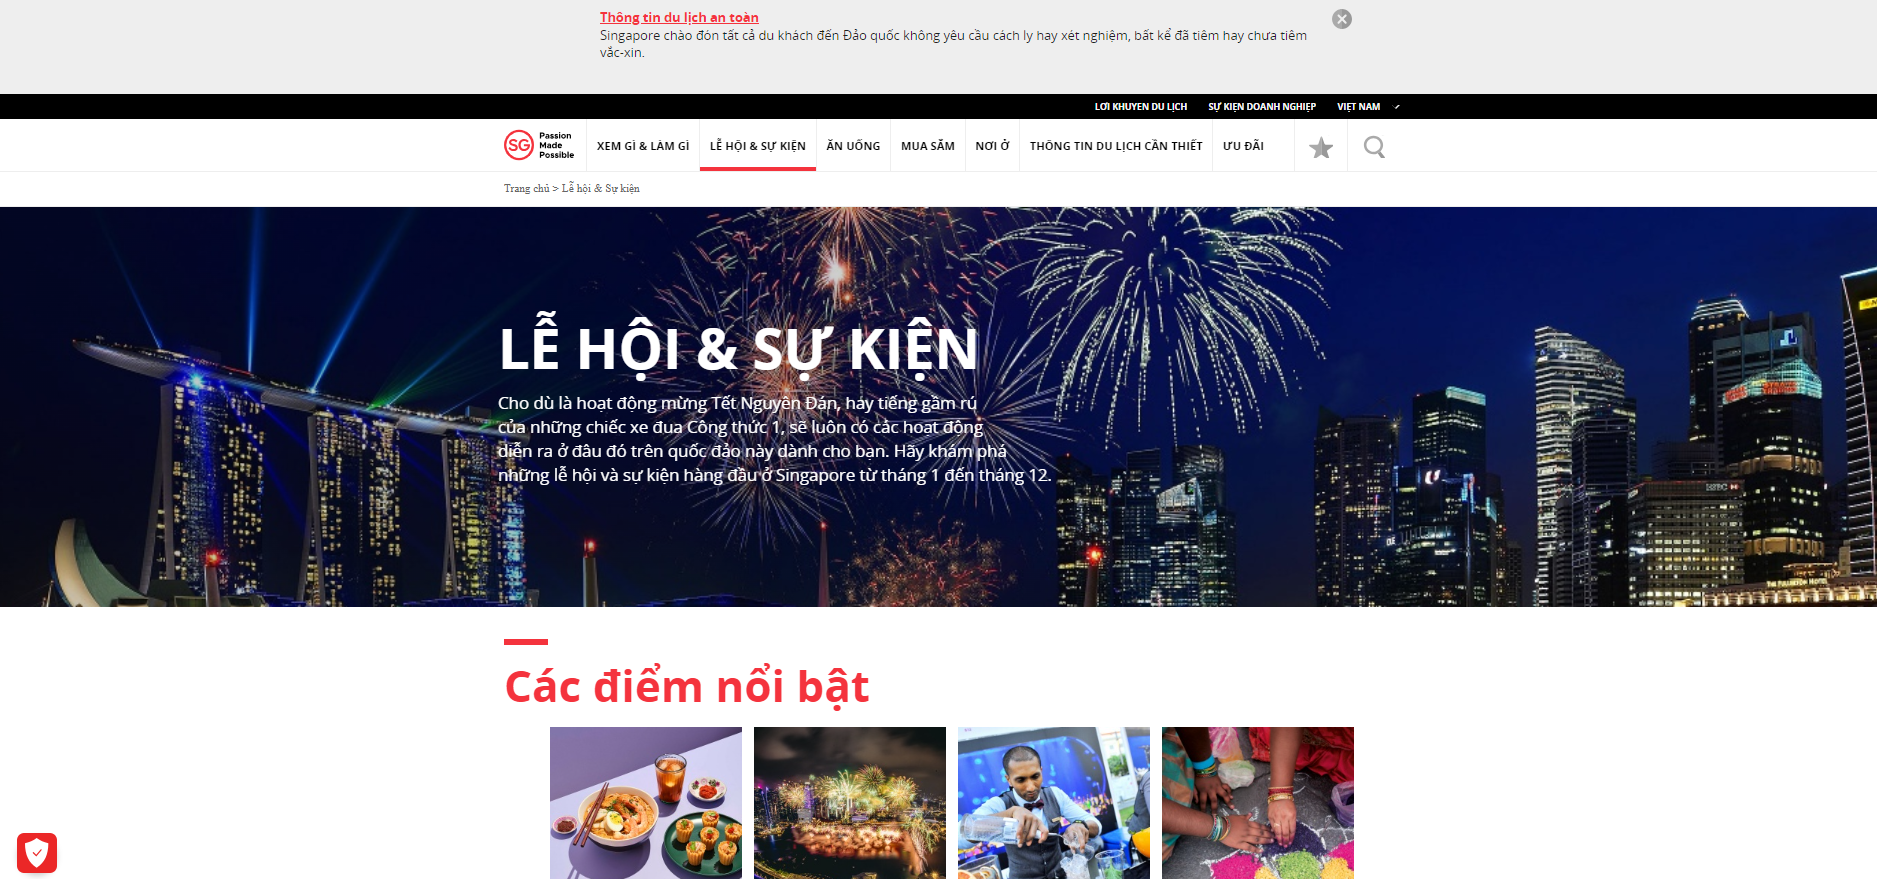 Thông tin du lịch an toàn
Singapore chào đón tất cả du khách đến Đảo quốc không yêu cầu cách ly hay xét nghiệm, bất kể đã tiêm hay chưa tiêm
vắc-xin.
LỜI KHUYÊN DU LỊCH SỰ KIỆN DOANH NGHIỆP VIỆT NAM
SG Passion Made Possible
XEM GÌ & LÀM GÌ LỄ HỘI & SỰ KIỆN ĂN UỐNG MUA SẮM NƠI Ở THÔNG TIN DU LỊCH CẦN THIẾT ƯU ĐÃI
Trang chủ > Lễ hội & Sự kiện
LỄ HỘI & SỰ KIỆN
Cho dù là hoạt động mừng Tết Nguyên Đán, hay tiếng gầm rú
của những chiếc xe đua Công thức 1, sẽ luôn có các hoạt động
diễn ra ở đâu đó trên quốc đảo này dành cho bạn. Hãy khám phá
những lễ hội và sự kiện hàng đầu ở Singapore từ tháng 1 đến tháng 12.
HSBC
THE FULLERTON HOTEL
Các điểm nổi bật